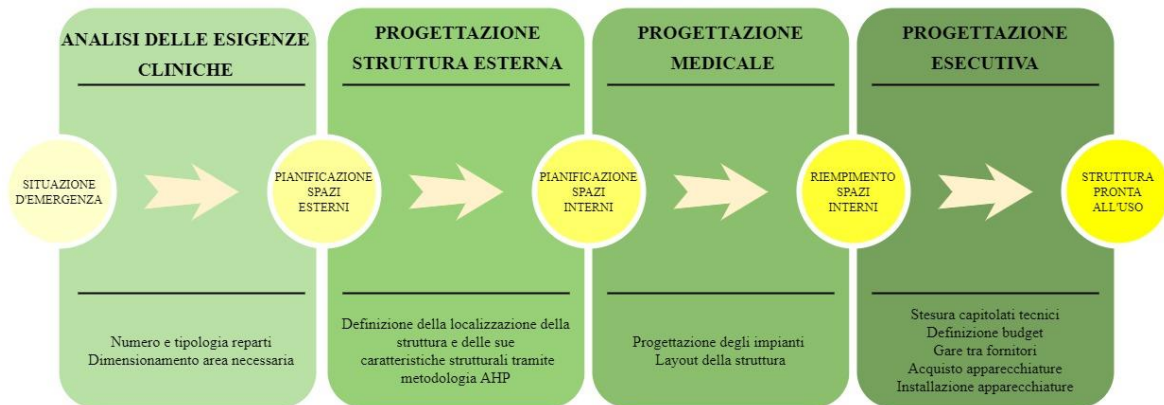 ANALISI DELLE ESIGENZE
CLINICHE
PROGETTAZIONE
STRUTTURA ESTERNA
PROGETTAZIONE
MEDICALE
PROGETTAZIONE
ESECUTIVA
SITUAZIONE
D'EMERGENZA
PIANIFICAZIONE
SPAZI
ESTERNI
PIANIFICAZIONE
SPAZI
INTERNI
RIEMPIMENTO
SPAZI
INTERNI
STRUTTURA
PRONTA
ALL'USO
Numero e tipologia reparti
Dimensionamento area necessaria
Definizione della localizzazione della
struttura e delle sue
caratteristiche strutturali tramite
metodologia AHP
Progettazione degli impianti
Layout della struttura
Stesura capitolati tecnici
Definizione budget
Gare tra fornitori
Acquisto apparecchiature
Installazione apparecchiature